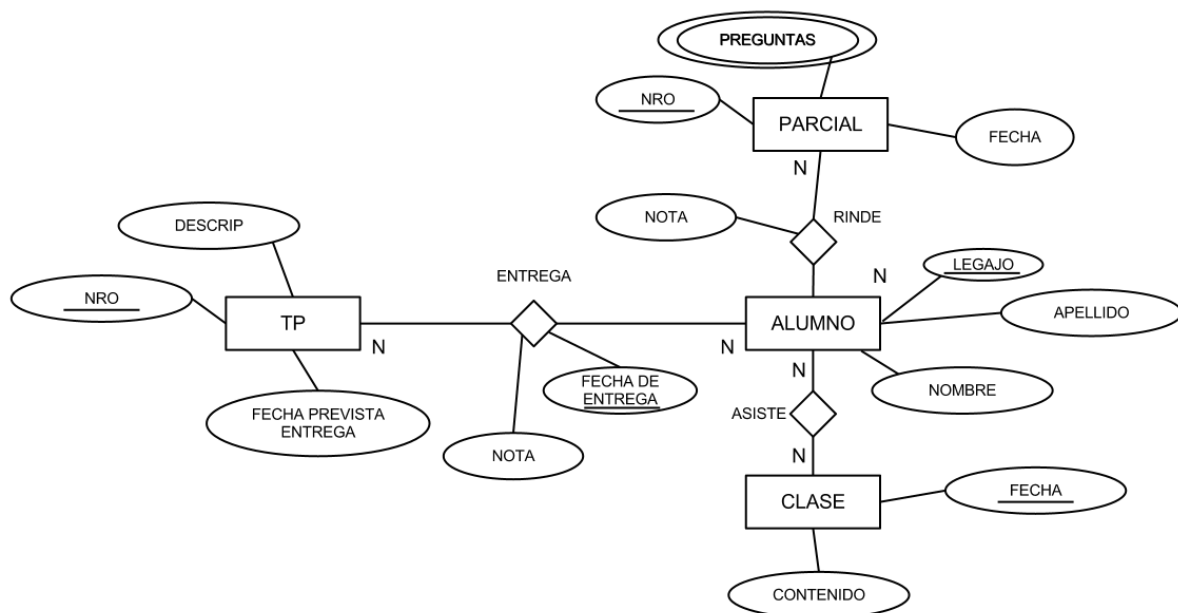 PREGUNTAS
NRO
PARCIAL
FECHA
N
NOTA
RINDE
DESCRIP
LEGAJO
N
ENTREGA
NRO
TP
ALUMNO
APELLIDO
N
N
N
FECHA DE
ENTREGA
NOMBRE
FECHA PREVISTA
ENTREGA
ASISTE
NOTA
N
CLASE
FECHA
CONTENIDO